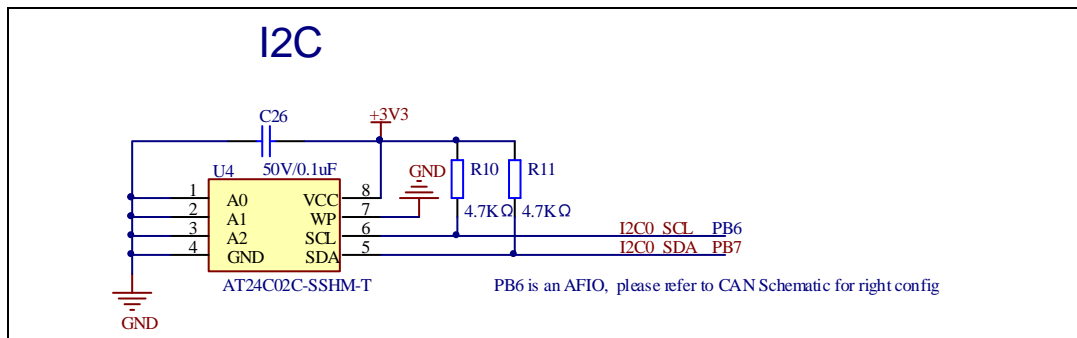 I2C
+3V3
C26
50V/0.1uF
U4
GND
R10
R11
4.7KΩ
4.7KΩ
1 A0 VCC 8
2 A1 WP 7
3 A2 SCL 6
4 GND SDA 5
I2C0_SCL PB6
I2C0_SDA PB7
AT24C02C-SSHM-T
PB6 is an AFIO, please refer to CAN Schematic for right config
GND